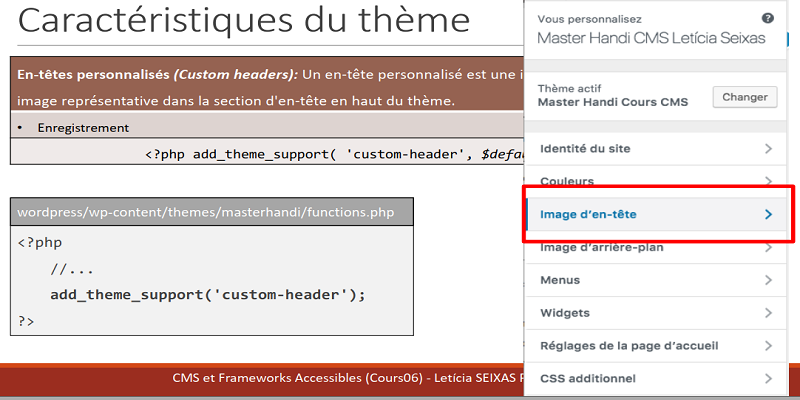 Caractéristiques du thème
En-têtes personnalisés (Custom headers): Un en-tête personnalisé est une
image représentative dans la section d'en-tête en haut du thème.
• Enregistrement
<?php add_theme_support( 'custom-header',
wordpress/wp-content/themes/masterhandi/functions.php
<?php
//...
add_theme_support('custom-header');
?>
CMS et Frameworks Accessibles (Cours06) - Letícia SEIXAS
Vous personnalisez
?
Master Handi CMS Letícia Seixas
Thème actif
Master Handi Cours CMS
Changer
Identité du site
Couleurs
Image d'en-tête
Image d'arrière-plan
Menus
Widgets
Réglages de la page d'accueil
CSS additionnel